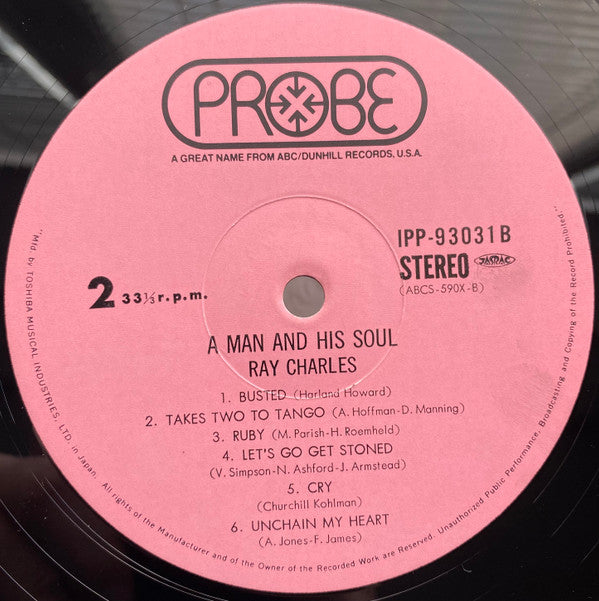 PROBE
A GREAT NAME FROM ABC/DUNHILL RECORDS, U.S.A.
IPP-93031 B
STEREO JASRAC
(ABCS-590X-B)
2 33⅓ r.p.m.
A MAN AND HIS SOUL
RAY CHARLES
1. BUSTED (Harland Howard)
2. TAKES TWO TO TANGO (A. Hoffman-D. Manning)
3. RUBY (M. Parish-H. Roemheld)
4. LET'S GO GET STONED
(V. Simpson-N. Ashford-J. Armstead)
5. CRY
(Churchill Kohlman)
6. UNCHAIN MY HEART
(A. Jones-F. James)
"Mfd. by TOSHIBA MUSICAL INDUSTRIES, LTD. in Japan. All rights of the Manufacturer and of the Owner of the Recorded Work are Reserved. Unauthorized Public Performance, Broadcasting and Copying of the Record Prohibited."